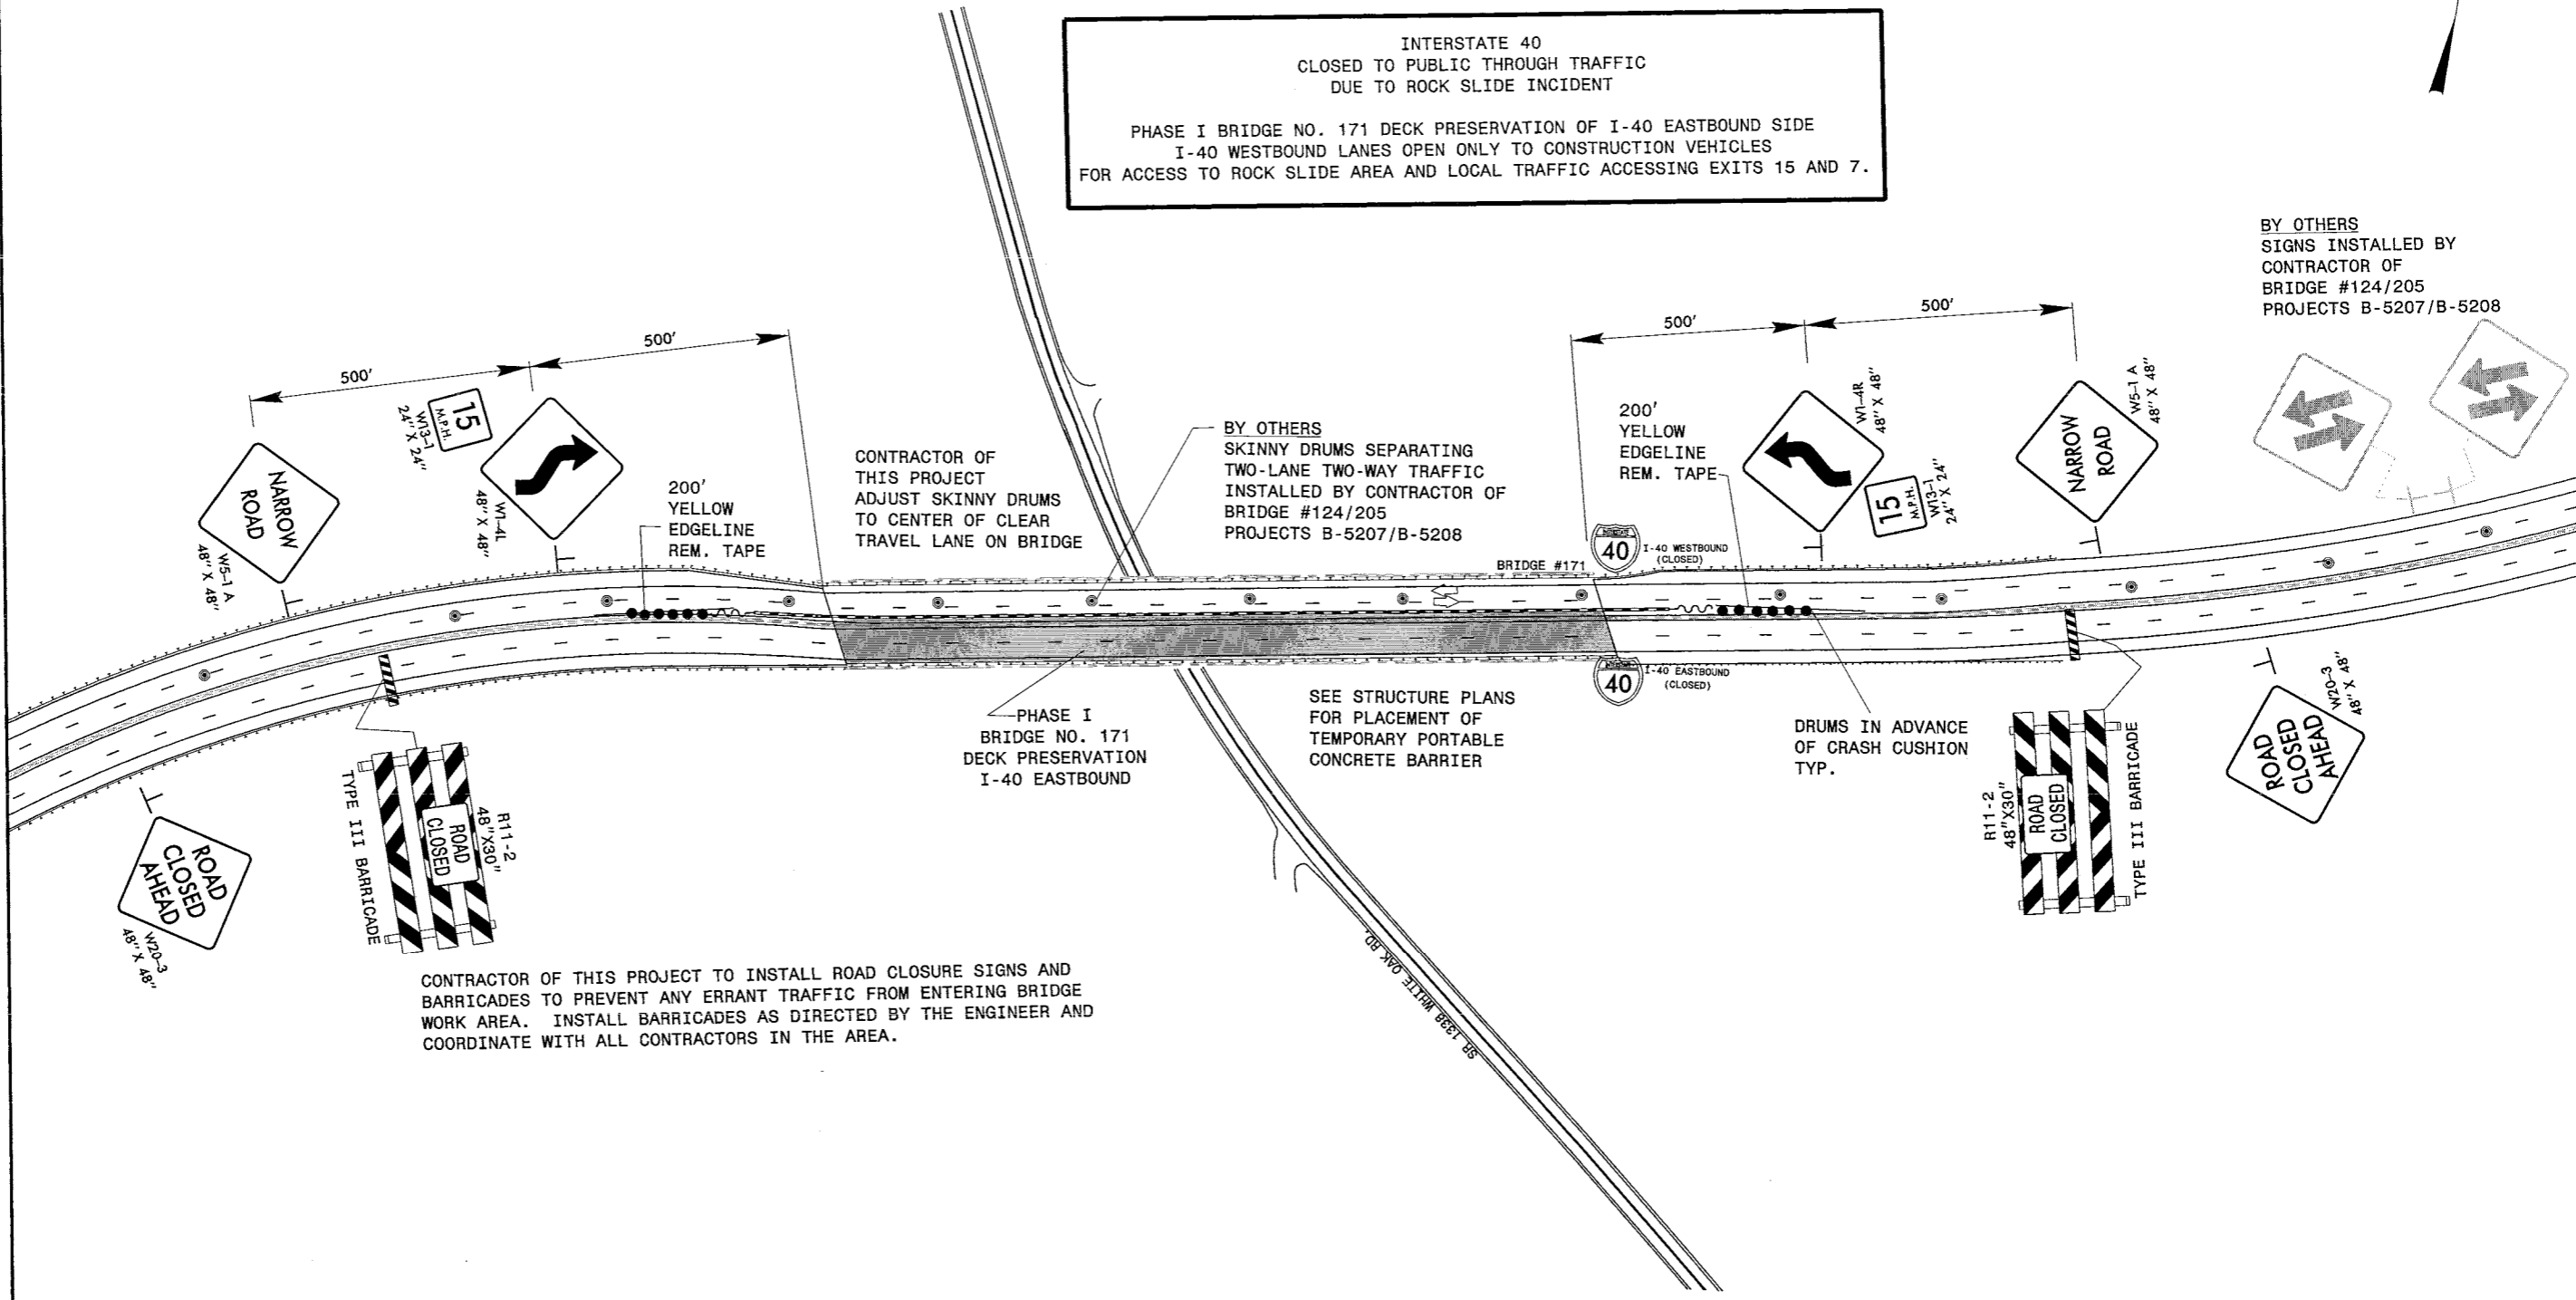 INTERSTATE 40
CLOSED TO PUBLIC THROUGH TRAFFIC
DUE TO ROCK SLIDE INCIDENT
PHASE I BRIDGE NO. 171 DECK PRESERVATION OF I-40 EASTBOUND SIDE
I-40 WESTBOUND LANES OPEN ONLY TO CONSTRUCTION VEHICLES
FOR ACCESS TO ROCK SLIDE AREA AND LOCAL TRAFFIC ACCESSING EXITS 15 AND 7.
BY OTHERS
SIGNS INSTALLED BY
CONTRACTOR OF
BRIDGE #124/205
PROJECTS B-5207/B-5208
500'
500'
500'
500'
NARROW
ROAD
W5-1 A
48" X 48"
15
M.P.H.
W13-1
24" X 24"
W1-4L
48" X 48"
200'
YELLOW
EDGELINE
REM. TAPE
CONTRACTOR OF
THIS PROJECT
ADJUST SKINNY DRUMS
TO CENTER OF CLEAR
TRAVEL LANE ON BRIDGE
BY OTHERS
SKINNY DRUMS SEPARATING
TWO-LANE TWO-WAY TRAFFIC
INSTALLED BY CONTRACTOR OF
BRIDGE #124/205
PROJECTS B-5207/B-5208
200'
YELLOW
EDGELINE
REM. TAPE
W1-4R
48" X 48"
15
M.P.H.
W13-1
24" X 24"
NARROW
ROAD
W5-1 A
48" X 48"
BRIDGE #171
40
I-40 WESTBOUND
(CLOSED)
40
I-40 EASTBOUND
(CLOSED)
PHASE I
BRIDGE NO. 171
DECK PRESERVATION
I-40 EASTBOUND
SEE STRUCTURE PLANS
FOR PLACEMENT OF
TEMPORARY PORTABLE
CONCRETE BARRIER
DRUMS IN ADVANCE
OF CRASH CUSHION
TYP.
ROAD
CLOSED
AHEAD
W20-3
48" X 48"
TYPE III BARRICADE
ROAD
CLOSED
R11-2
48"X30"
R11-2
48"X30"
ROAD
CLOSED
TYPE III BARRICADE
ROAD
CLOSED
AHEAD
W20-3
48" X 48"
CONTRACTOR OF THIS PROJECT TO INSTALL ROAD CLOSURE SIGNS AND
BARRICADES TO PREVENT ANY ERRANT TRAFFIC FROM ENTERING BRIDGE
WORK AREA. INSTALL BARRICADES AS DIRECTED BY THE ENGINEER AND
COORDINATE WITH ALL CONTRACTORS IN THE AREA.
SR 1338 WHITE OAK RD.